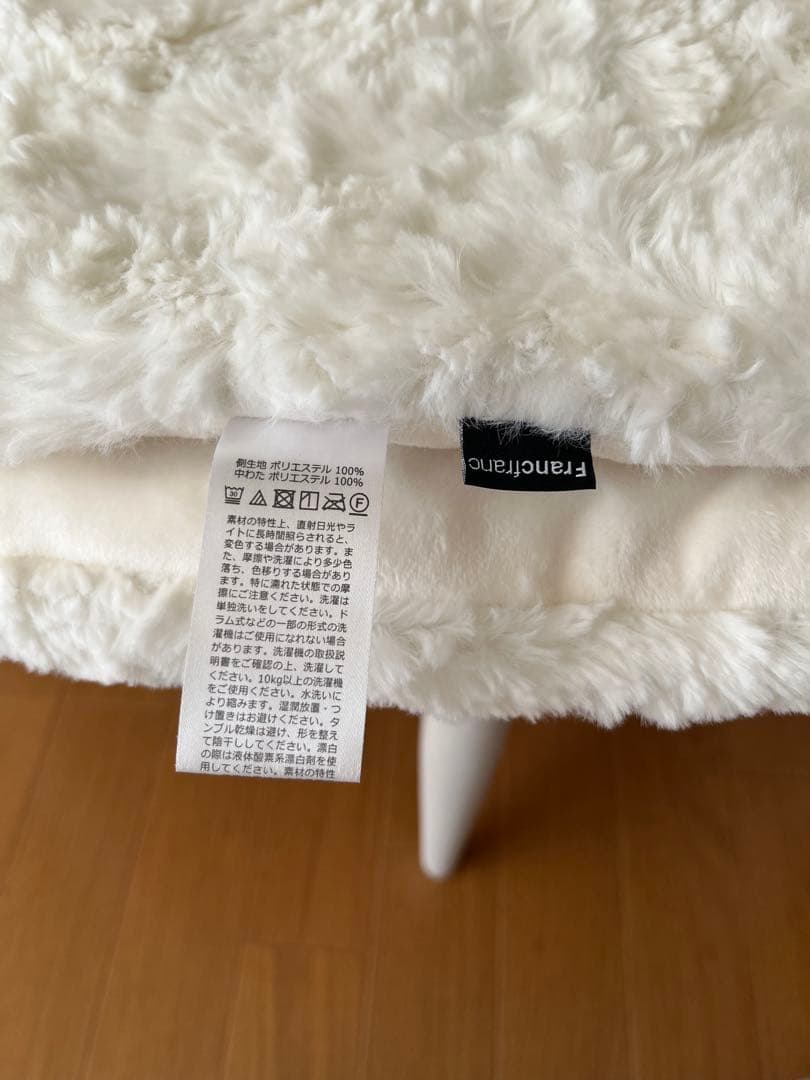 側生地 ポリエステル 100%
中わた ポリエステル 100%
30 F
素材の特性上、直射日光やラ
イトに長時間照らされると、
変色する場合があります。ま
た、摩擦や洗濯により多少色
落ち、色移りする場合があり
ます。特に濡れた状態での摩
擦にご注意ください。洗濯は
単独洗いをしてください。ド
ラム式などの一部の形式の洗
濯機はご使用になれない場合
があります。洗濯機の取扱説
明書をご確認の上、洗濯して
ください。10kg以上の洗濯機
をご使用ください。水洗いに
より縮みます。湿潤放置・つ
け置きはお避けください。タ
ンブル乾燥は避け、形を整え
て陰干ししてください。漂白
の際は液体酸素系漂白剤を使
用してください。素材の特性
Francfranc